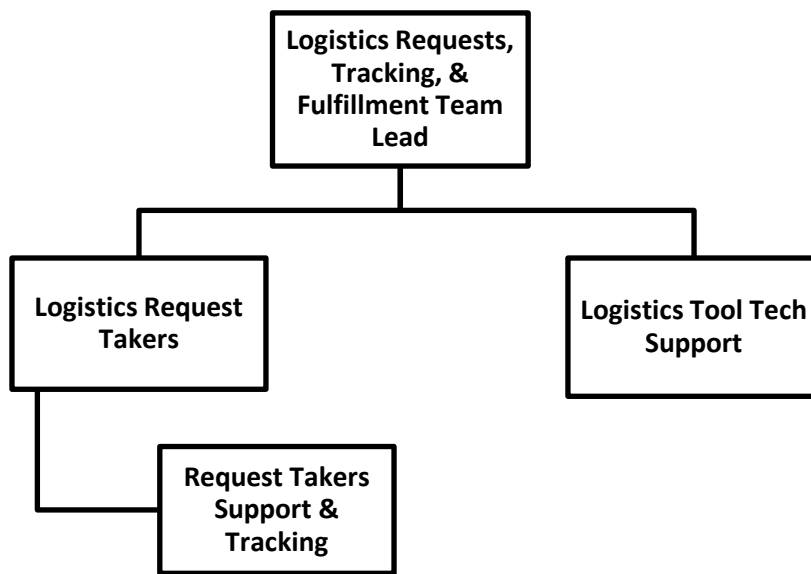 Logistics Requests,
Tracking, &
Fulfillment Team
Lead
Logistics Request
Takers
Logistics Tool Tech
Support
Request Takers
Support &
Tracking